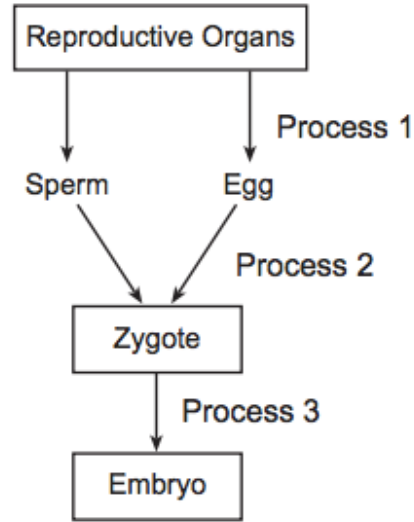 Reproductive Organs
Process 1
Sperm
Egg
Process 2
Zygote
Process 3
Embryo